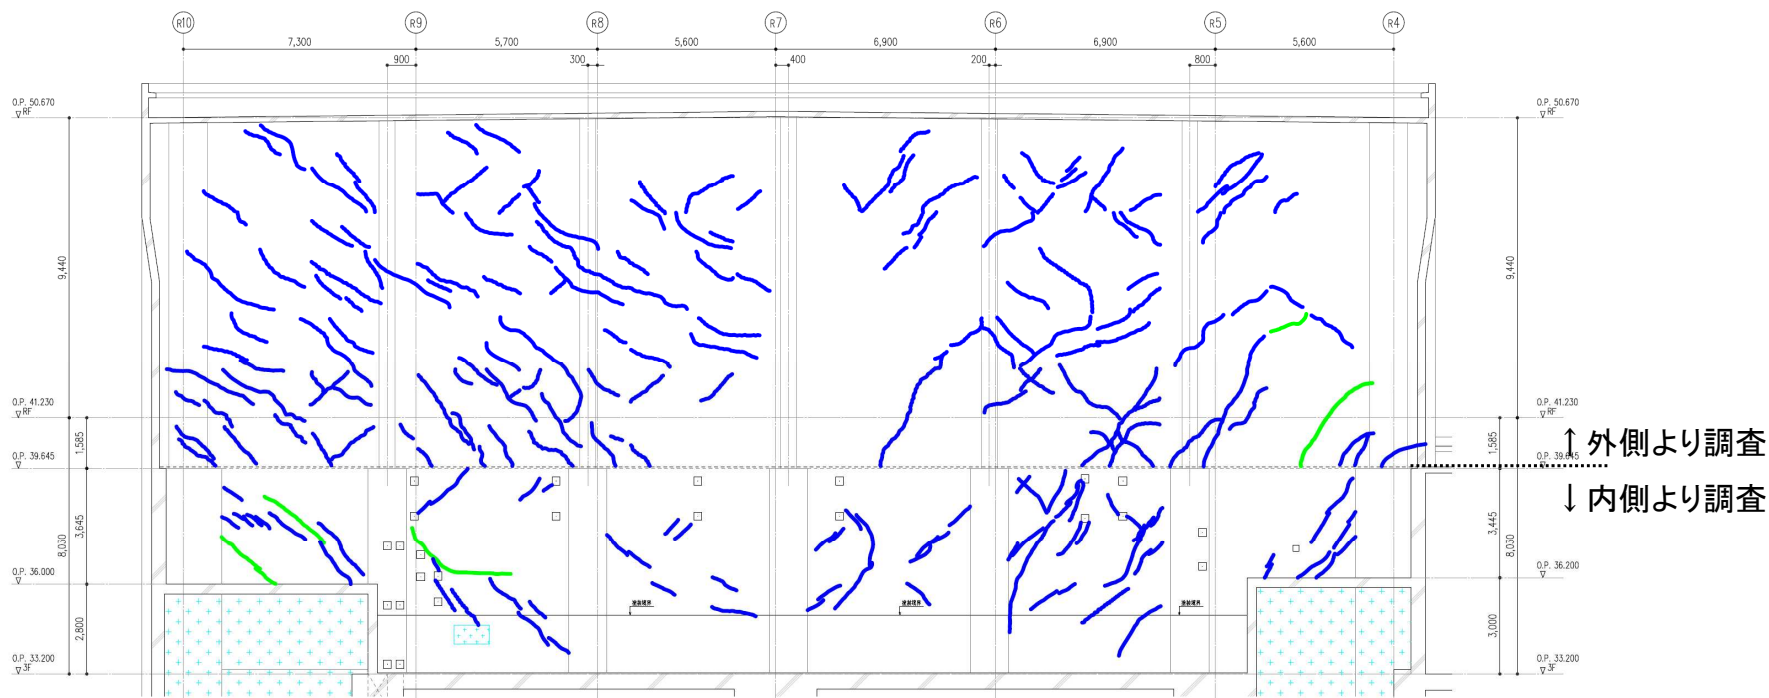 R10 R9 R8 R7 R6 R5 R4
7,300 5,700 5,600 6,900 6,900 5,600
900 300 400 200 800
O.P. 50.670
▽RF
O.P. 50.670
▽RF
9,440
9,440
O.P. 41.230
▽RF
O.P. 41.230
▽RF
1,585
1,585
↑外側より調査
O.P. 39.645
▽
O.P. 39.645
▽
↓内側より調査
3,645
8,030
3,445
8,030
O.P. 36.000
▽
O.P. 36.200
▽
2,800
3,000
O.P. 33.200
▽3F
O.P. 33.200
▽3F